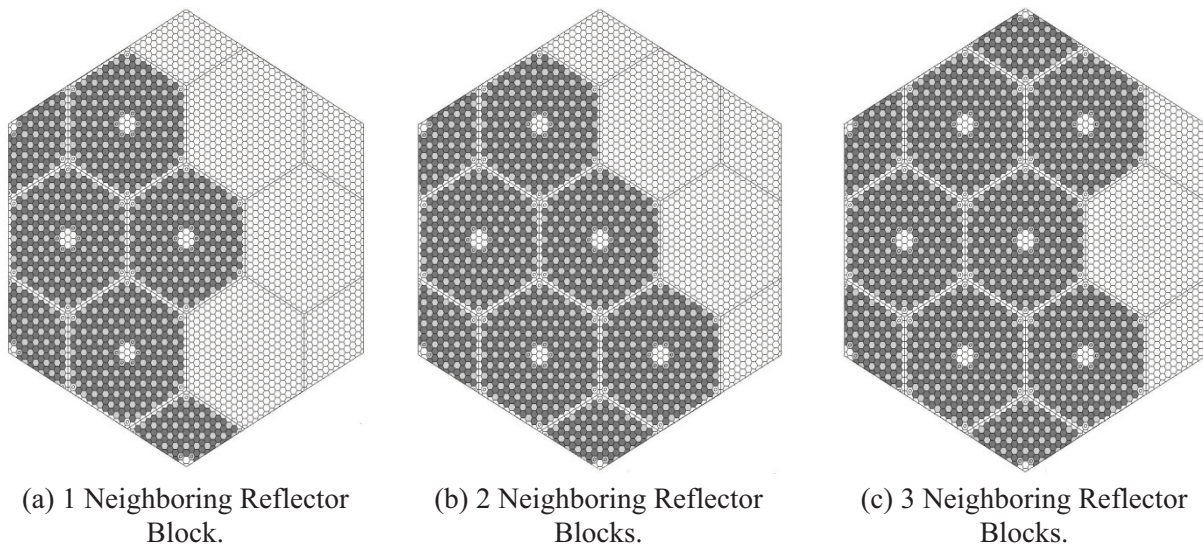 (a) 1 Neighboring Reflector
Block.
(b) 2 Neighboring Reflector
Blocks.
(c) 3 Neighboring Reflector
Blocks.